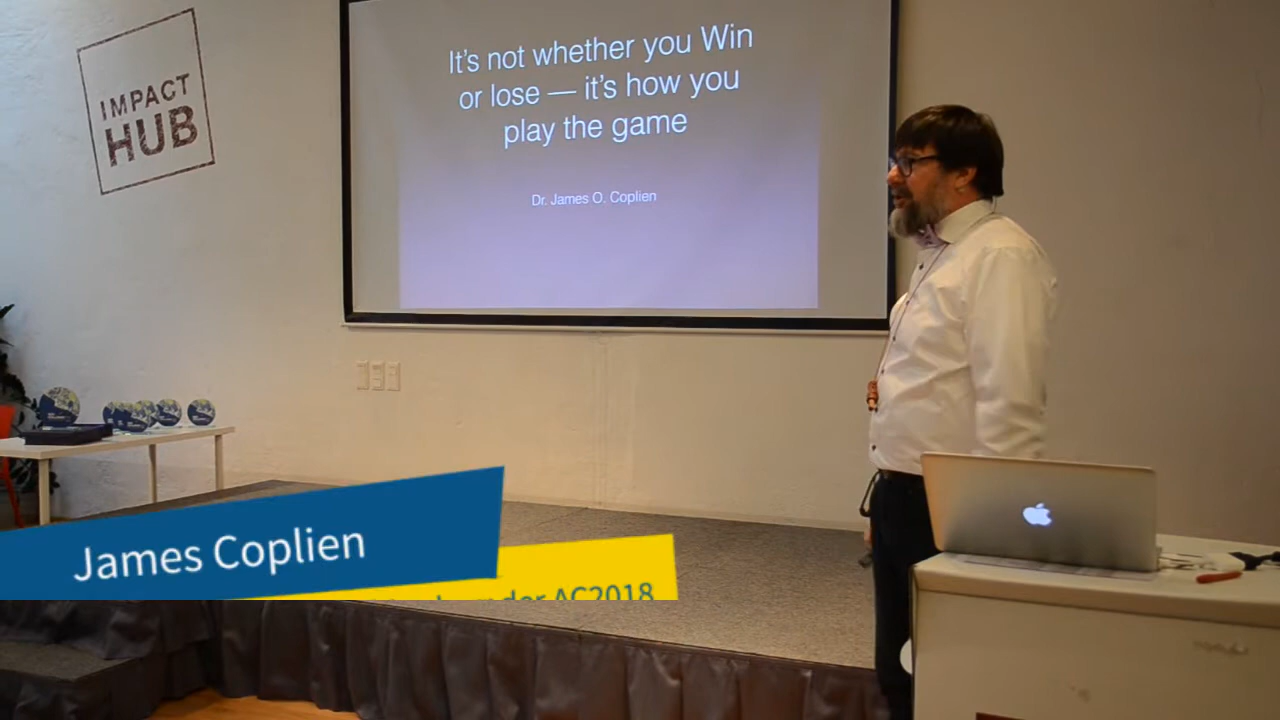 IMPACT
HUB
It's not whether you Win
or lose — it's how you
play the game
Dr. James O. Coplien
James Coplien
AC2018